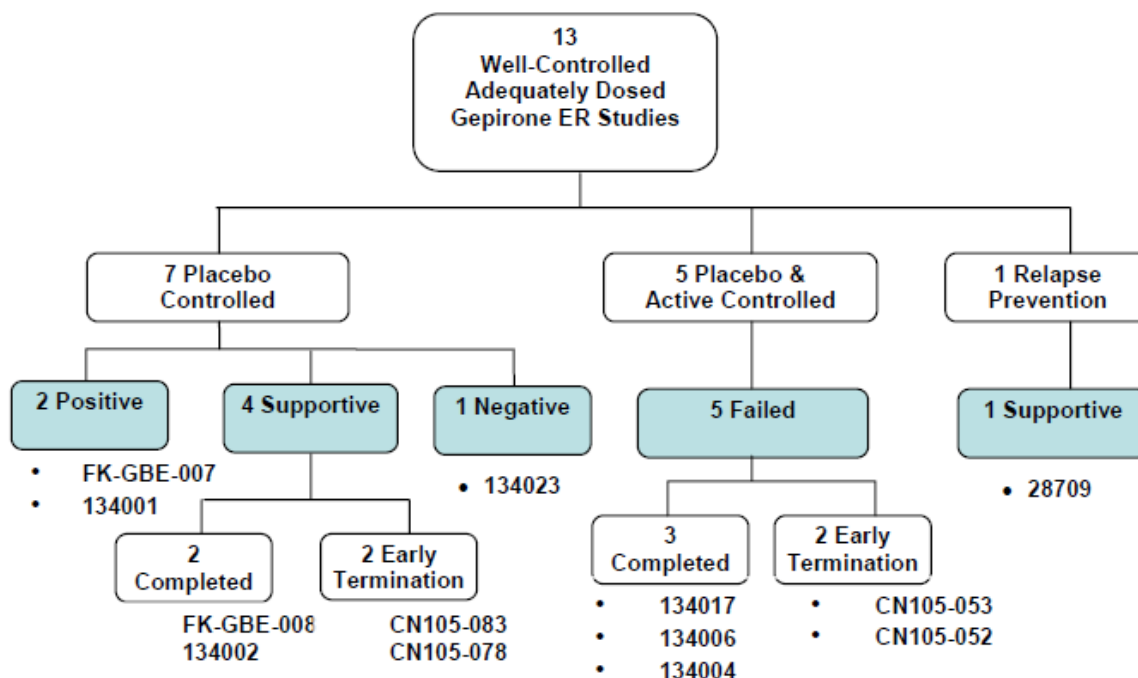 13
Well-Controlled
Adequately Dosed
Gepirone ER Studies
7 Placebo
Controlled
5 Placebo &
Active Controlled
1 Relapse
Prevention
2 Positive
4 Supportive
1 Negative
5 Failed
1 Supportive
• FK-GBE-007
• 134001
• 134023
• 28709
2
Completed
2 Early
Termination
3
Completed
2 Early
Termination
FK-GBE-008
134002
CN105-083
CN105-078
• 134017
• 134006
• 134004
• CN105-053
• CN105-052